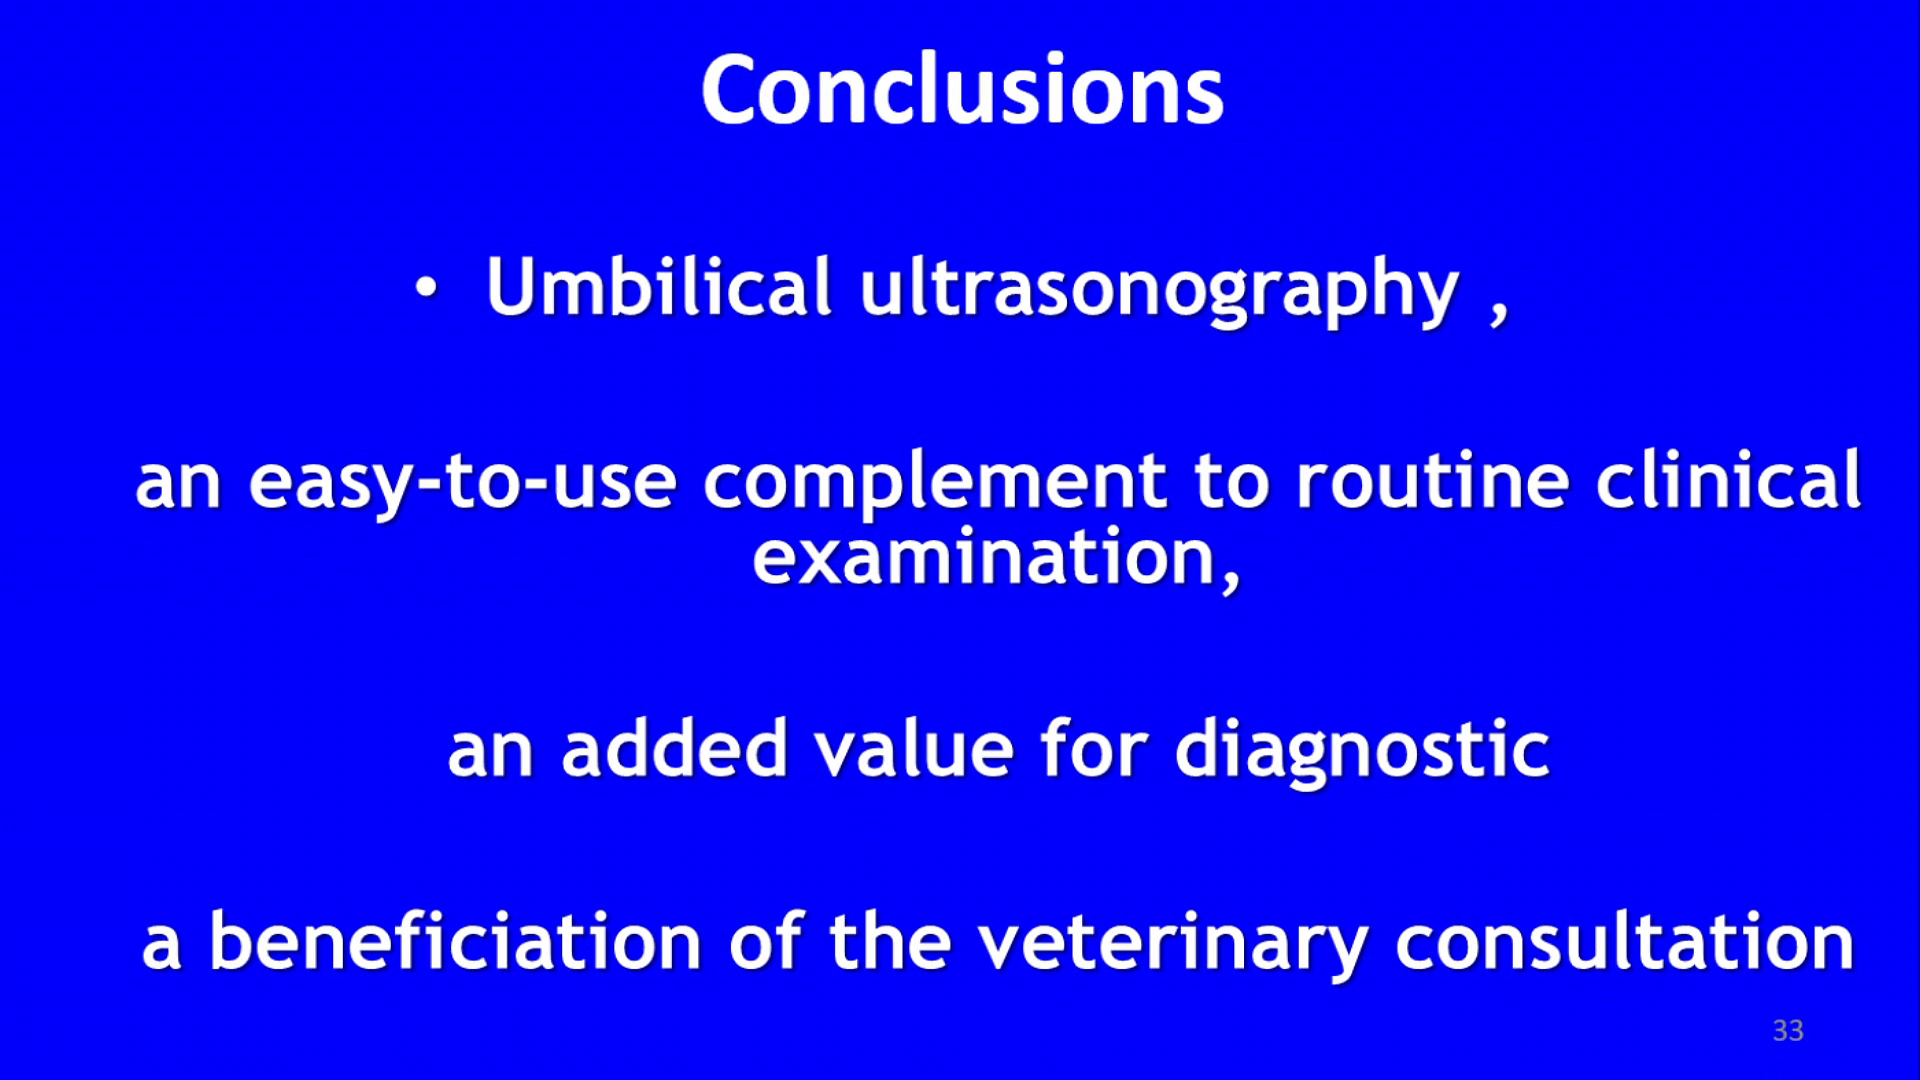 Conclusions
• Umbilical ultrasonography ,
an easy-to-use complement to routine clinical
examination,
an added value for diagnostic
a beneficiation of the veterinary consultation
33